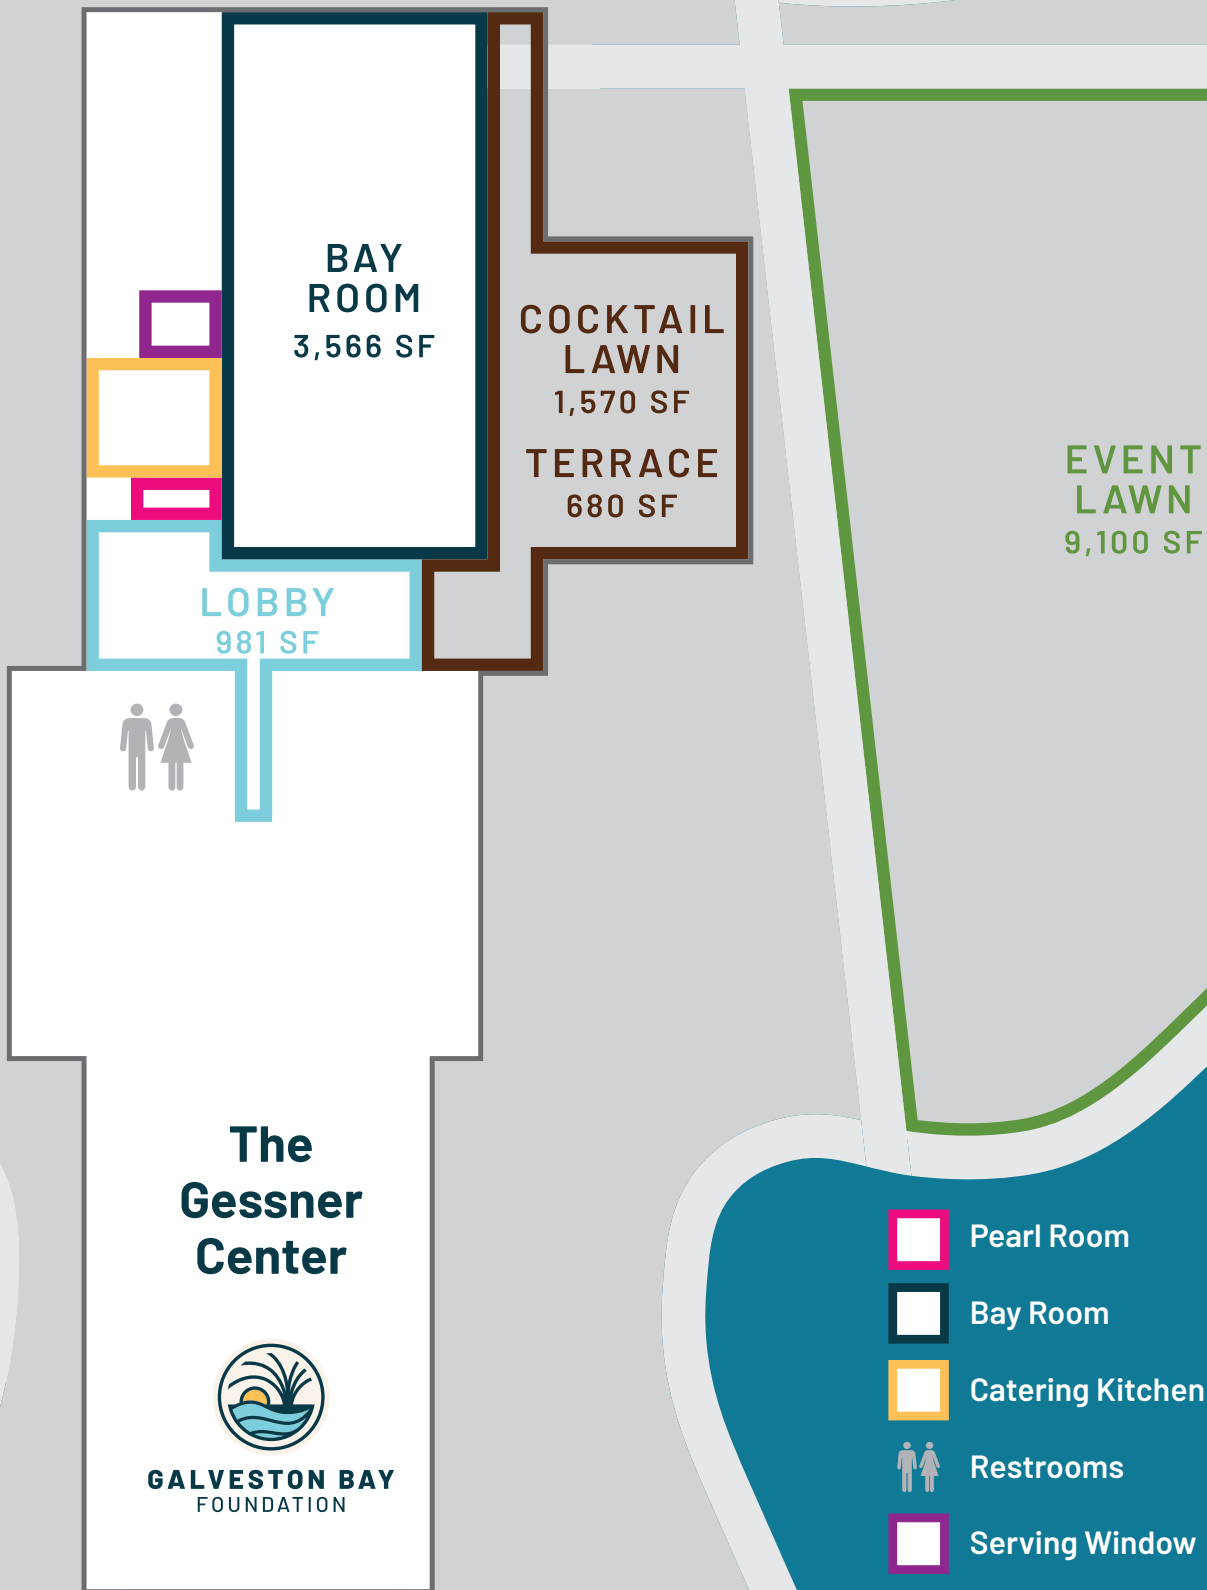 BAY
ROOM
3,566 SF
COCKTAIL
LAWN
1,570 SF
TERRACE
680 SF
EVENT
LAWN
9,100 SF
LOBBY
981 SF
The
Gessner
Center
GALVESTON BAY
FOUNDATION
Pearl Room
Bay Room
Catering Kitchen
Restrooms
Serving Window